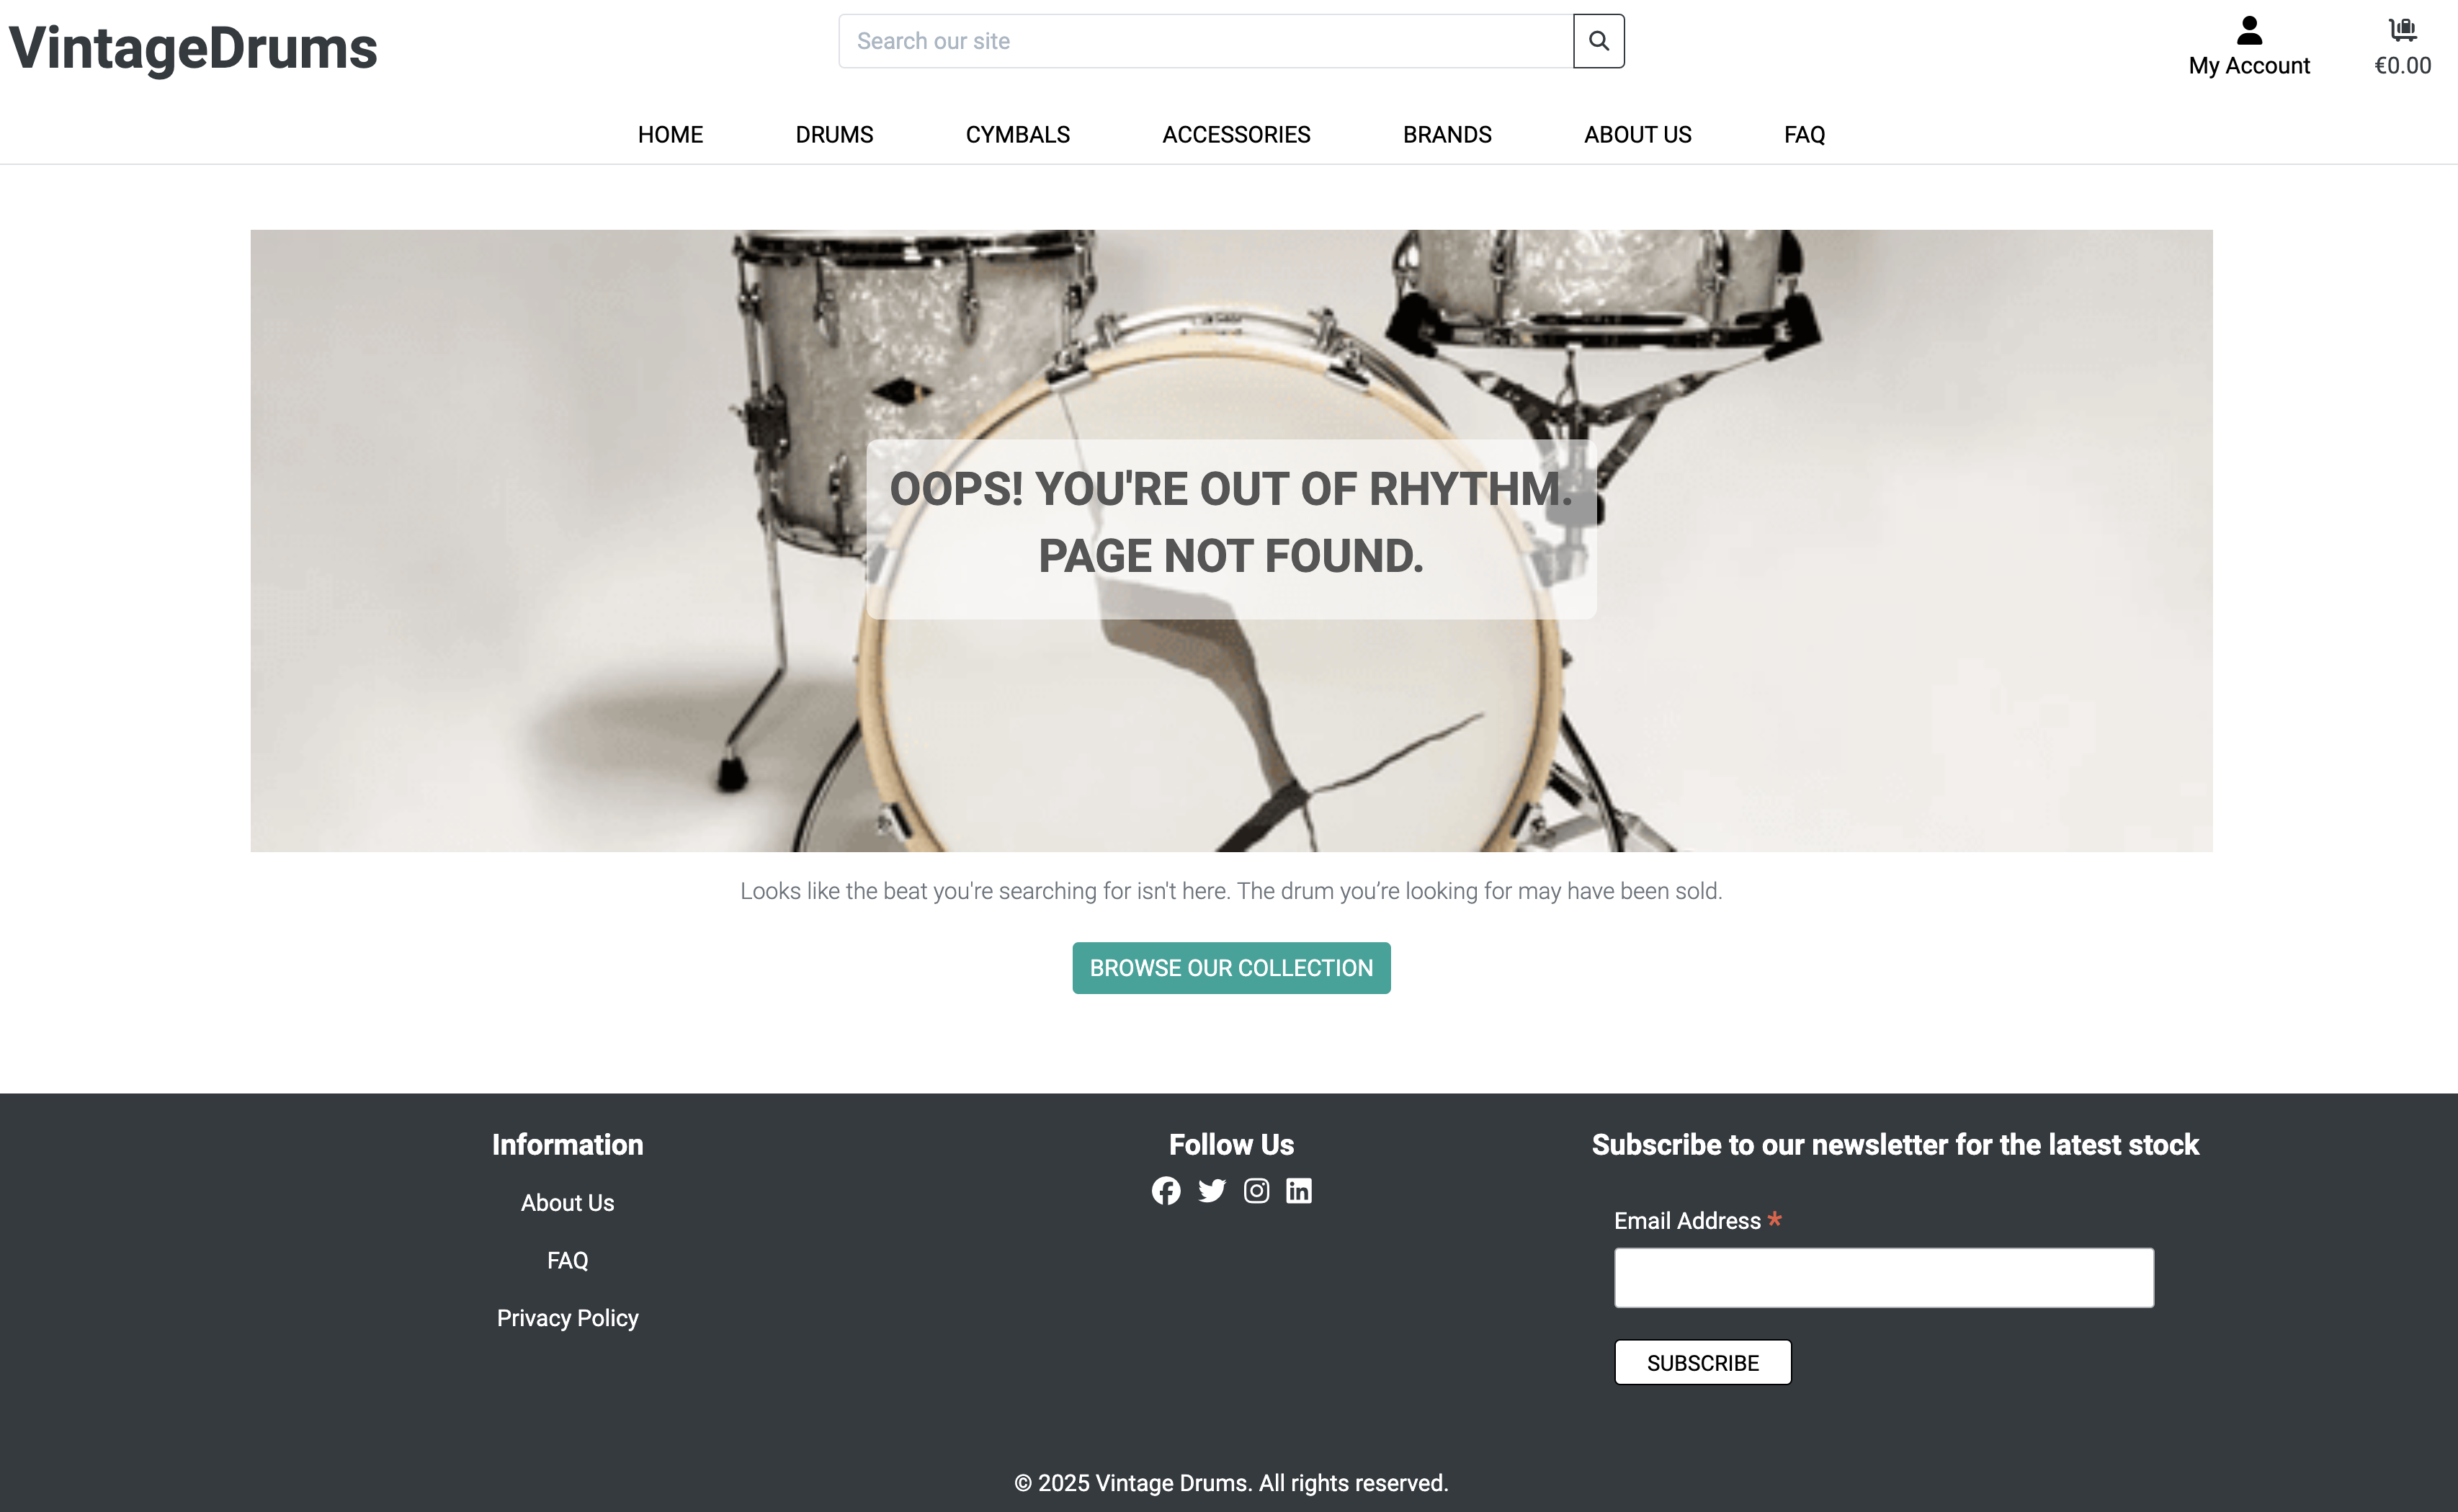 VintageDrums
Search our site
My Account
€0.00
HOME
DRUMS
CYMBALS
ACCESSORIES
BRANDS
ABOUT US
FAQ
OOPS! YOU'RE OUT OF RHYTHM.
PAGE NOT FOUND.
Looks like the beat you're searching for isn't here. The drum you’re looking for may have been sold.
BROWSE OUR COLLECTION
Information
About Us
FAQ
Privacy Policy
Follow Us
Subscribe to our newsletter for the latest stock
Email Address *
SUBSCRIBE
© 2025 Vintage Drums. All rights reserved.